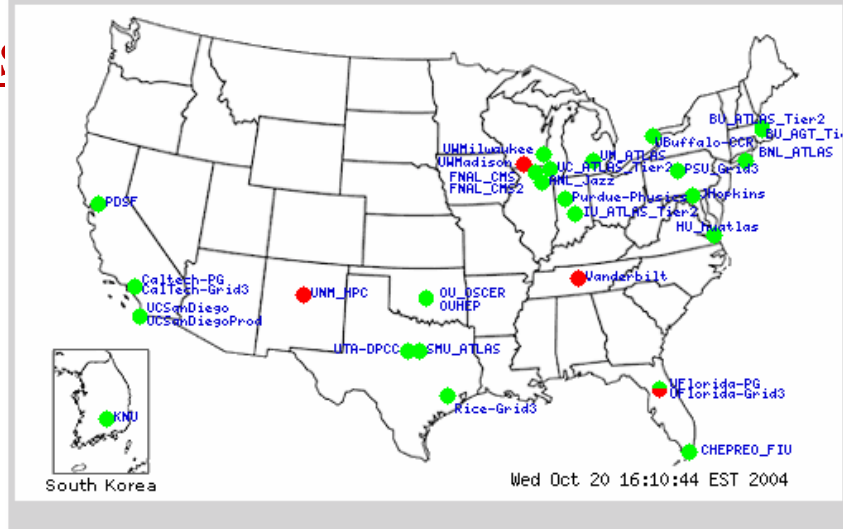 BU_ATLAS_Tier2
BU_AGT_Tie
UBuffalo-CCR
BNL_ATLAS
UWMilwaukee
UWMadison
UM_ATLAS
UC_ATLAS_Tier2
PSU_Grid3
FNAL_CMS
FNAL_CMS2
ANL_Jazz
Purdue-Physics
JHopkins
IU_ATLAS_Tier2
HU_huatlas
PDSF
Caltech-PG
CalTech-Grid3
UCSanDiego
UCSanDiegoProd
UNM_HPC
OU_OSCER
OUHEP
Vanderbilt
UTA-DPCC
SMU_ATLAS
Rice-Grid3
UFlorida-PG
UFlorida-Grid3
CHEPREO_FIU
KNU
South Korea
Wed Oct 20 16:10:44 EST 2004